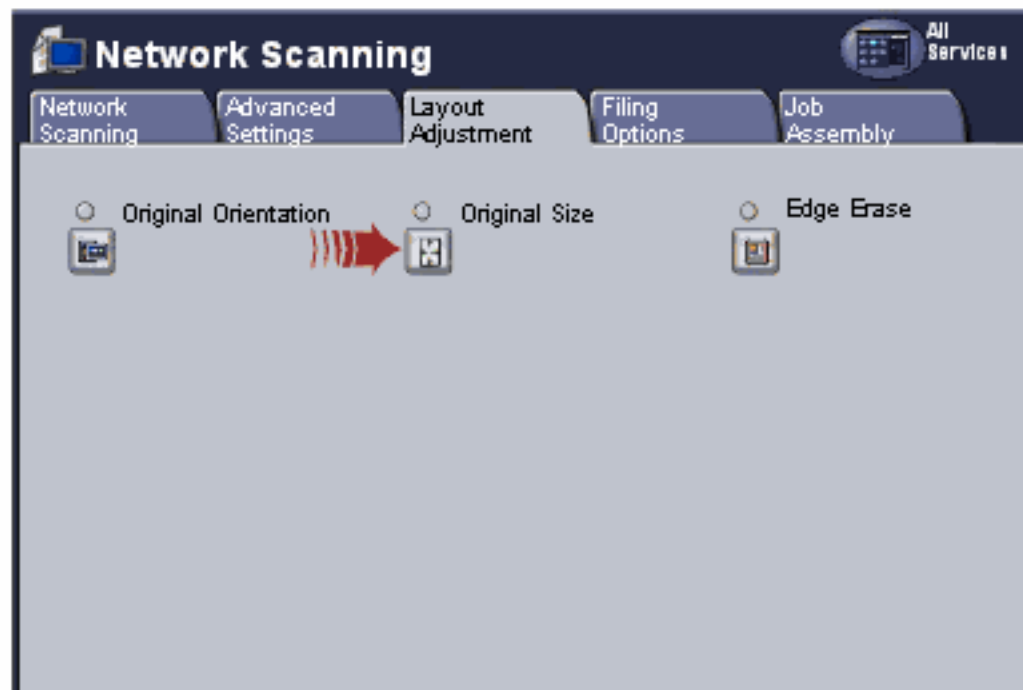 Network Scanning
All
Services
Network
Scanning
Advanced
Settings
Layout
Adjustment
Filing
Options
Job
Assembly
Original Orientation
Original Size
Edge Erase